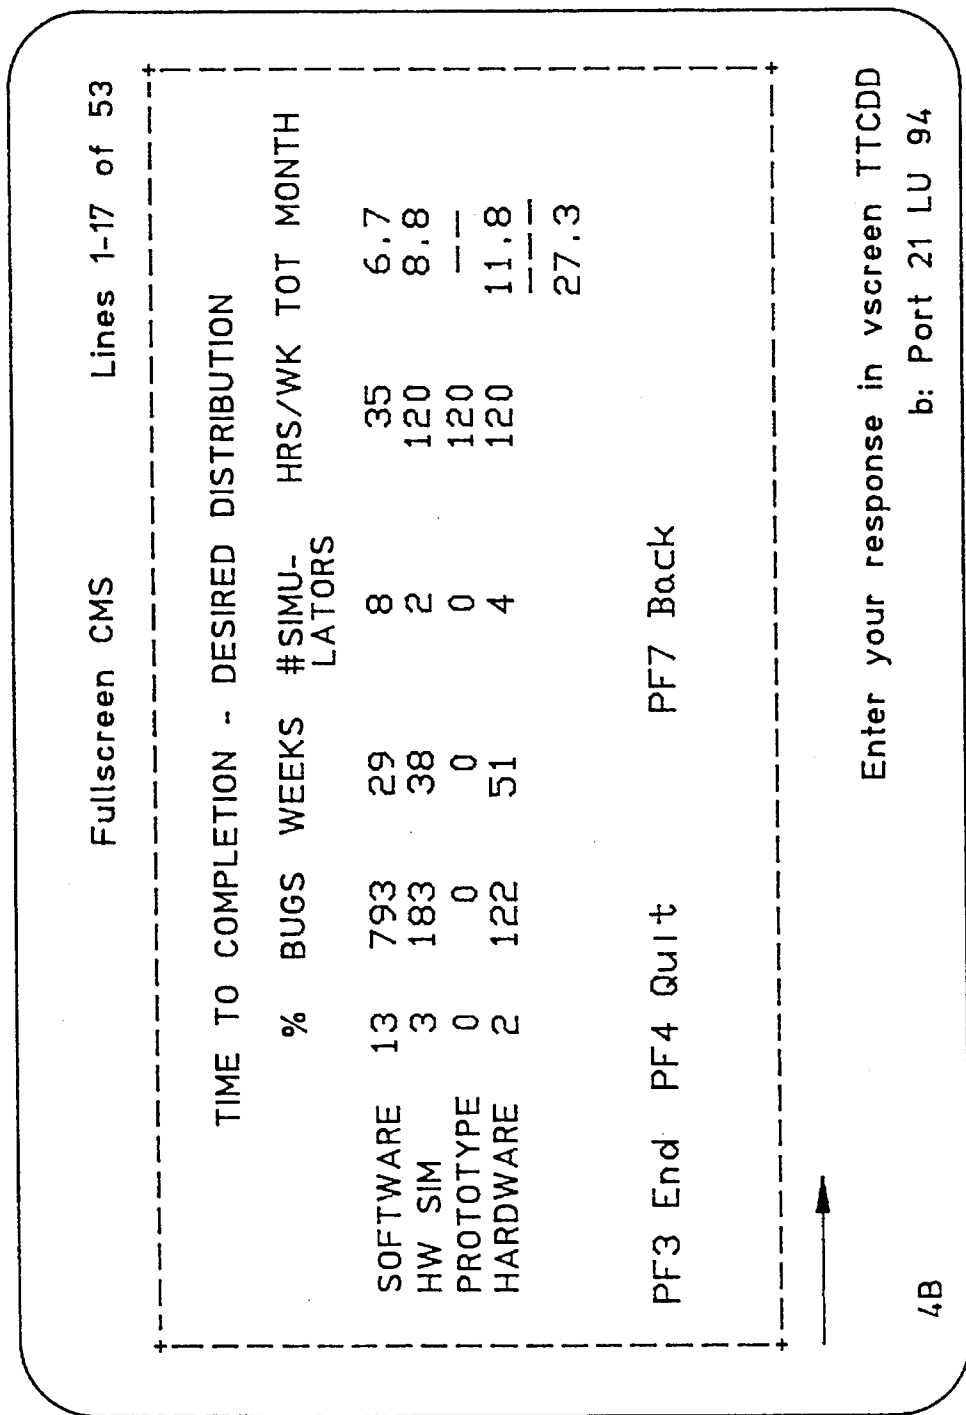 Fullscreen CMS Lines 1-17 of 53
TIME TO COMPLETION - DESIRED DISTRIBUTION
% BUGS WEEKS #SIMU- HRS/WK TOT MONTH
LATORS
SOFTWARE 13 793 29 8 35 6.7
HW SIM 3 183 38 2 120 8.8
PROTOTYPE 0 0 0 0 120 ---
HARDWARE 2 122 51 4 120 11.8
27.3
PF3 End PF4 Quit PF7 Back
Enter your response in vscreen TTCDD
4B b: Port 21 LU 94